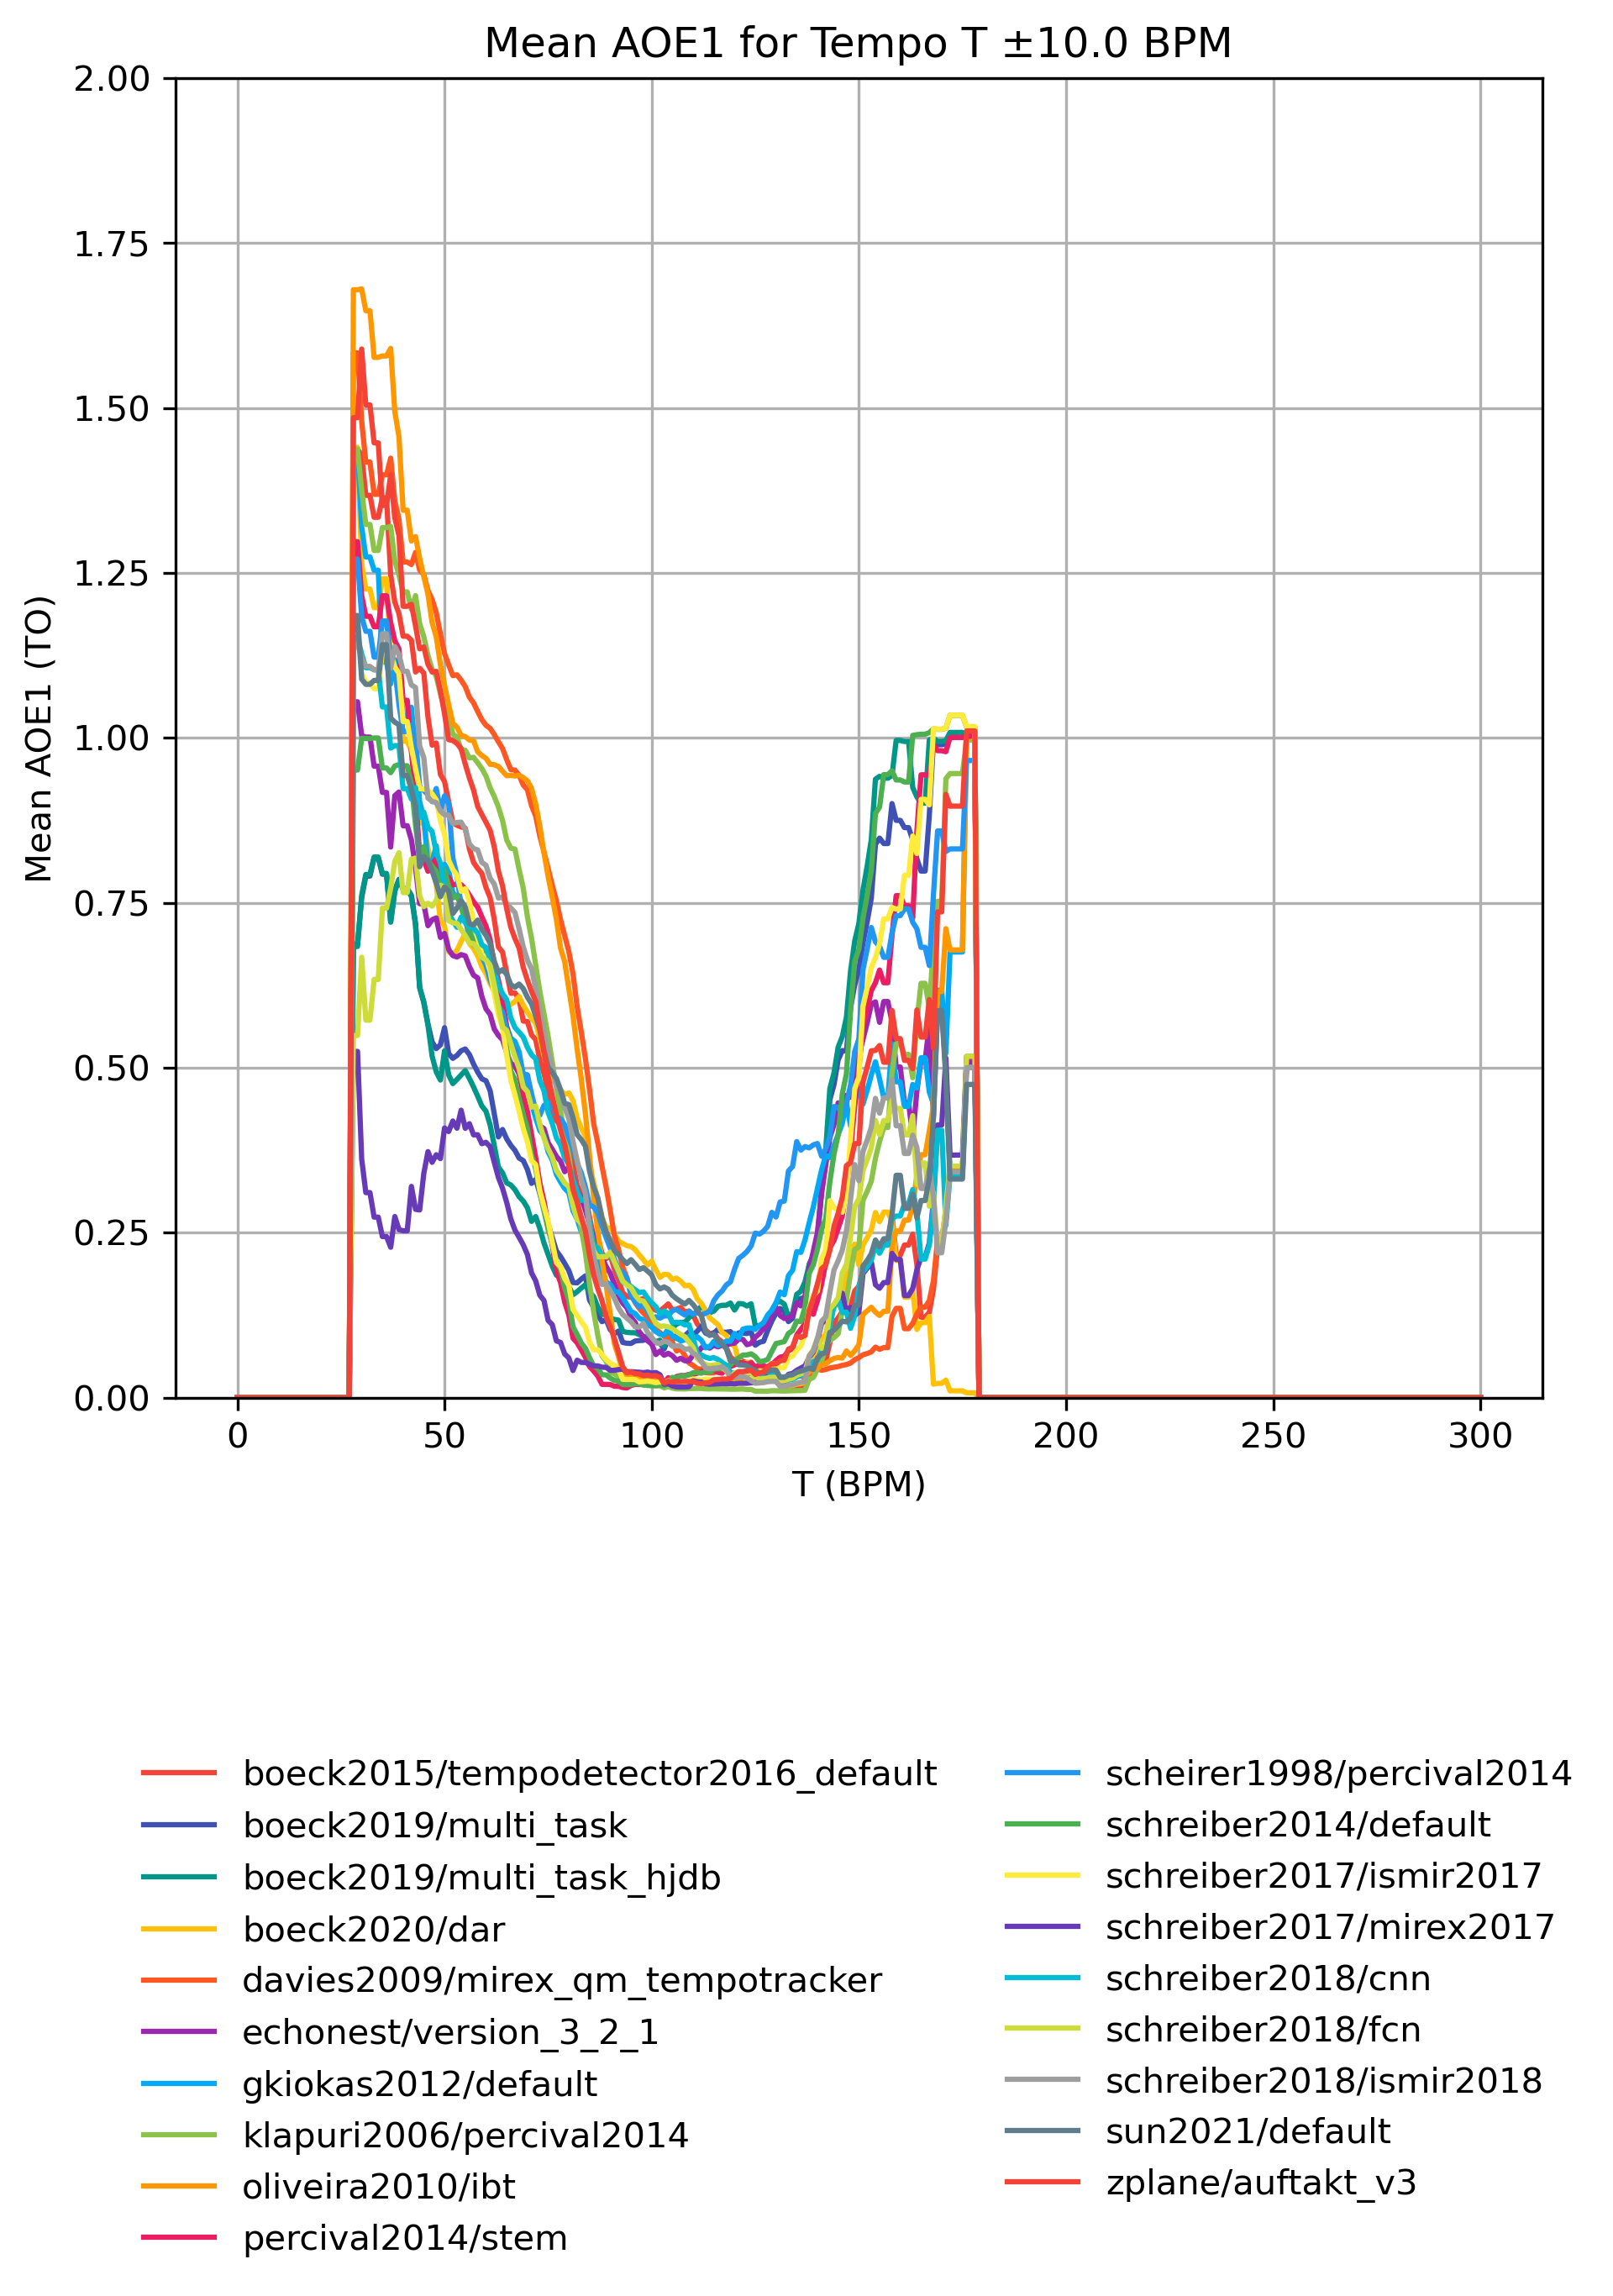 Mean AOE1 for Tempo T ±10.0 BPM
Mean AOE1 (TO)
2.00
1.75
1.50
1.25
1.00
0.75
0.50
0.25
0.00
0 50 100 150 200 250 300
T (BPM)
boeck2015/tempodetector2016_default
boeck2019/multi_task
boeck2019/multi_task_hjdb
boeck2020/dar
davies2009/mirex_qm_tempotracker
echonest/version_3_2_1
gkiokas2012/default
klapuri2006/percival2014
oliveira2010/ibt
percival2014/stem
scheirer1998/percival2014
schreiber2014/default
schreiber2017/ismir2017
schreiber2017/mirex2017
schreiber2018/cnn
schreiber2018/fcn
schreiber2018/ismir2018
sun2021/default
zplane/auftakt_v3